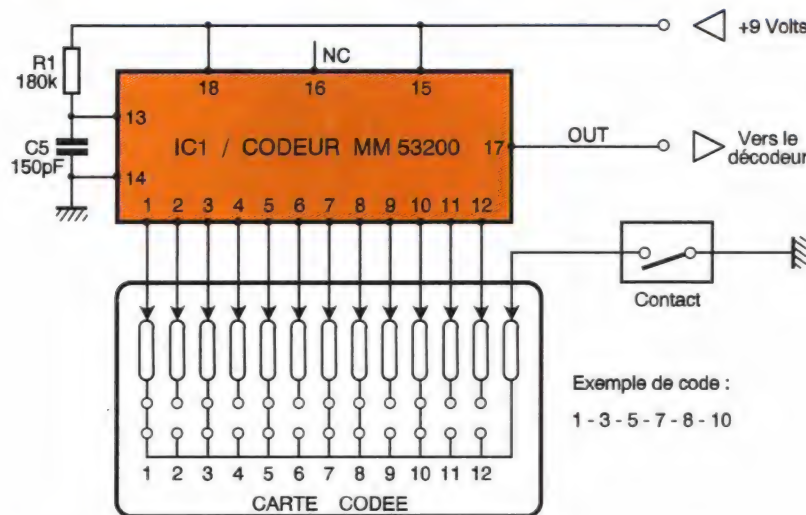 +9 Volts
R1
180k
NC
18
16
15
13
C5
150pF
IC1 / CODEUR MM 53200
17
OUT
Vers le
décodeur
14
1 2 3 4 5 6 7 8 9 10 11 12
Contact
Exemple de code :
1 - 3 - 5 - 7 - 8 - 10
1 2 3 4 5 6 7 8 9 10 11 12
CARTE CODEE